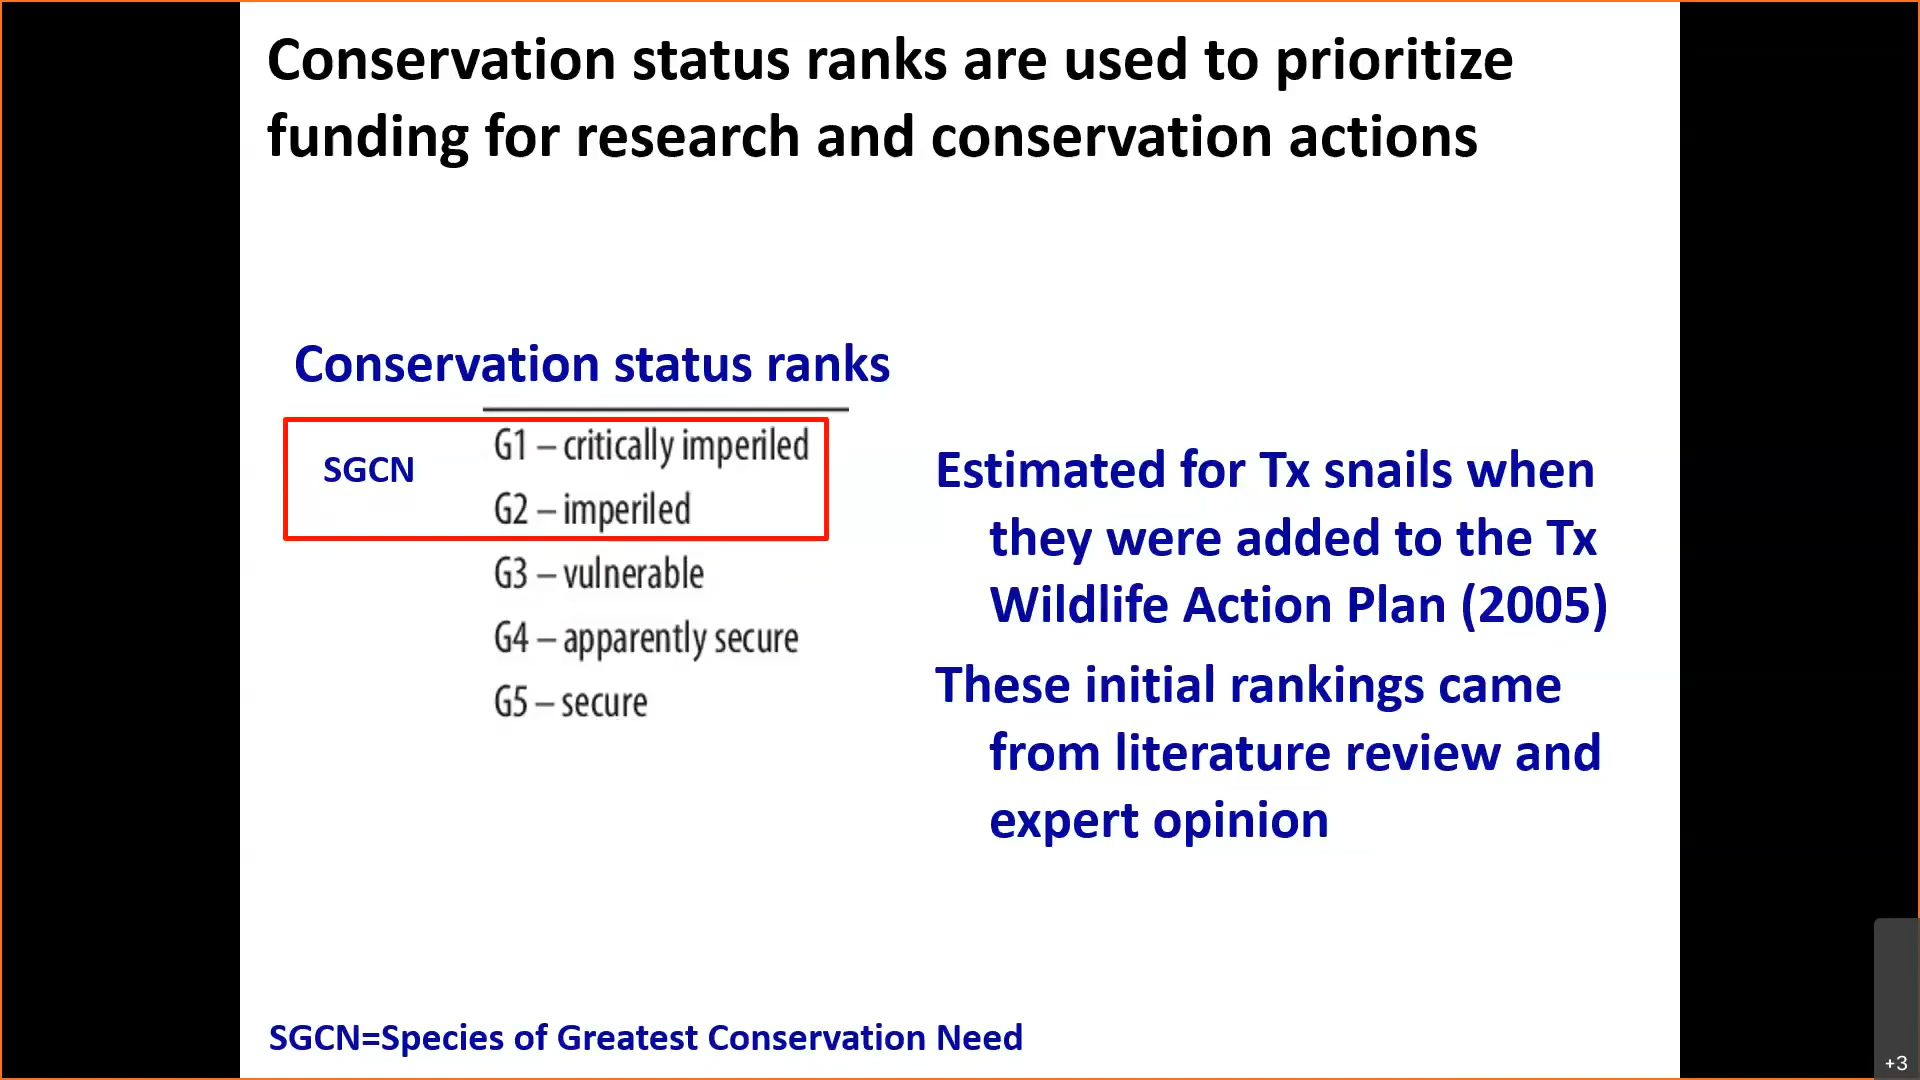 Conservation status ranks are used to prioritize
funding for research and conservation actions
Conservation status ranks
SGCN
G1 – critically imperiled
G2 – imperiled
G3 – vulnerable
G4 – apparently secure
G5 – secure
Estimated for Tx snails when
they were added to the Tx
Wildlife Action Plan (2005)
These initial rankings came
from literature review and
expert opinion
SGCN=Species of Greatest Conservation Need
+3